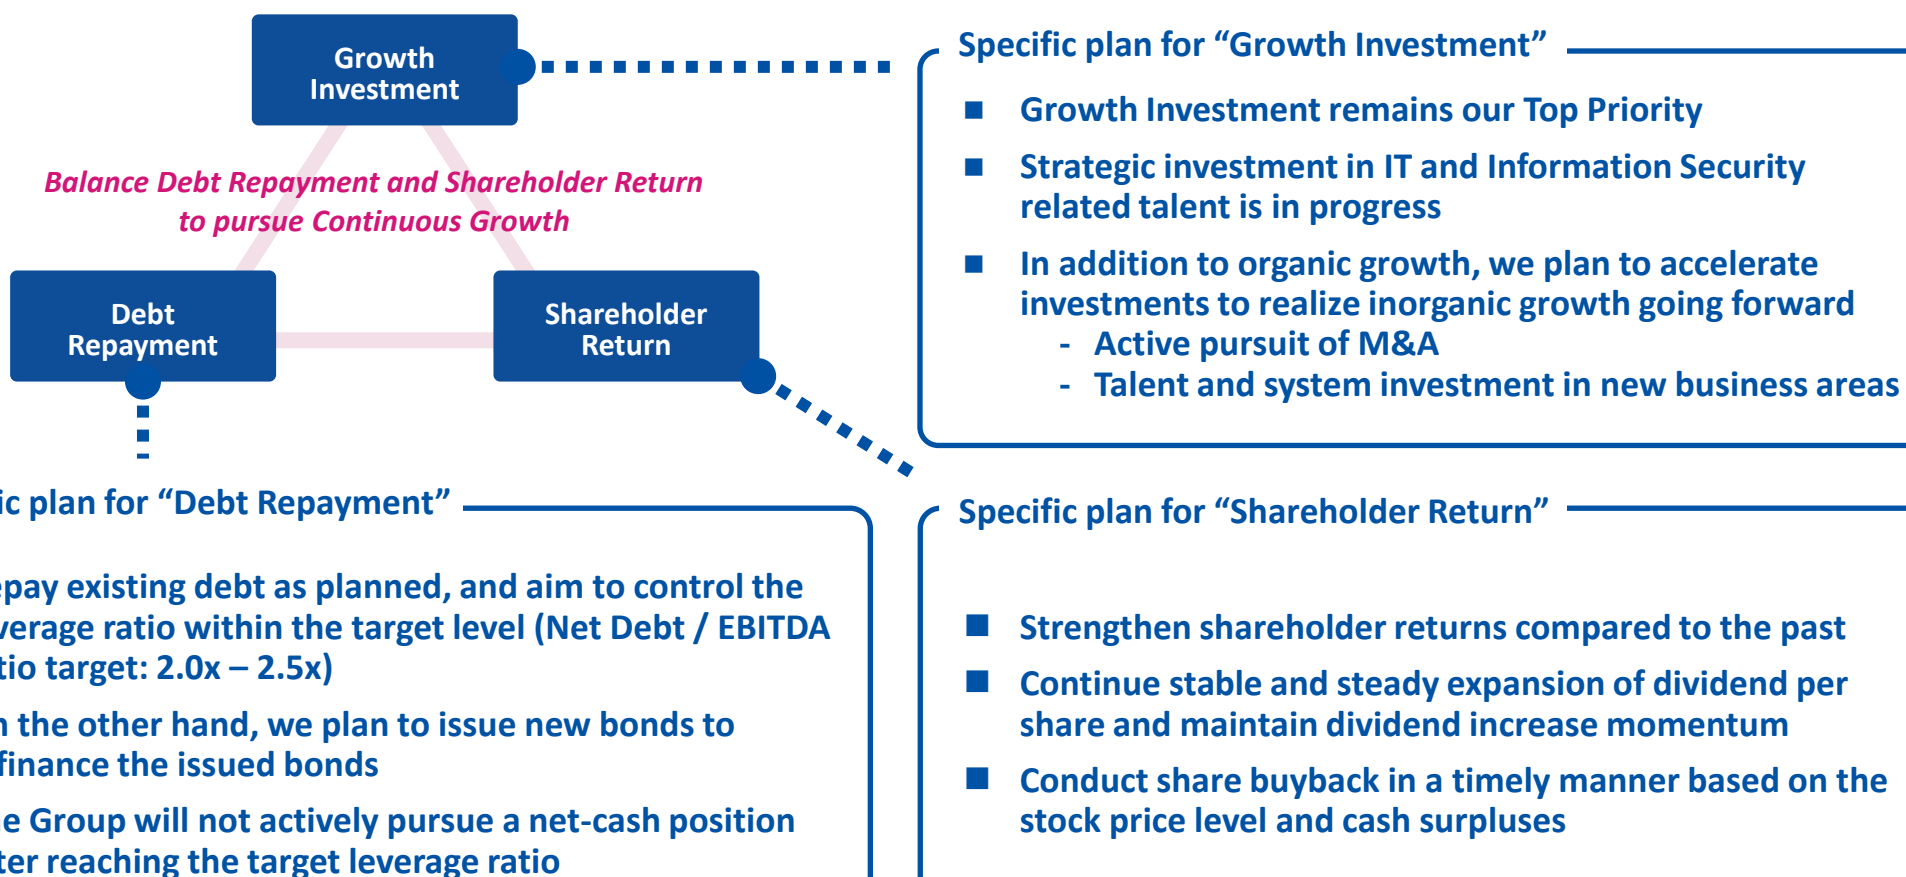 Growth
Investment
Balance Debt Repayment and Shareholder Return
to pursue Continuous Growth
Debt
Repayment
Shareholder
Return
Specific plan for “Growth Investment”
■ Growth Investment remains our Top Priority
■ Strategic investment in IT and Information Security
related talent is in progress
■ In addition to organic growth, we plan to accelerate
investments to realize inorganic growth going forward
- Active pursuit of M&A
- Talent and system investment in new business areas
ic plan for “Debt Repayment”
epay existing debt as planned, and aim to control the
verage ratio within the target level (Net Debt / EBITDA
tio target: 2.0x – 2.5x)
n the other hand, we plan to issue new bonds to
finance the issued bonds
e Group will not actively pursue a net-cash position
ter reaching the target leverage ratio
Specific plan for “Shareholder Return”
■ Strengthen shareholder returns compared to the past
■ Continue stable and steady expansion of dividend per
share and maintain dividend increase momentum
■ Conduct share buyback in a timely manner based on the
stock price level and cash surpluses